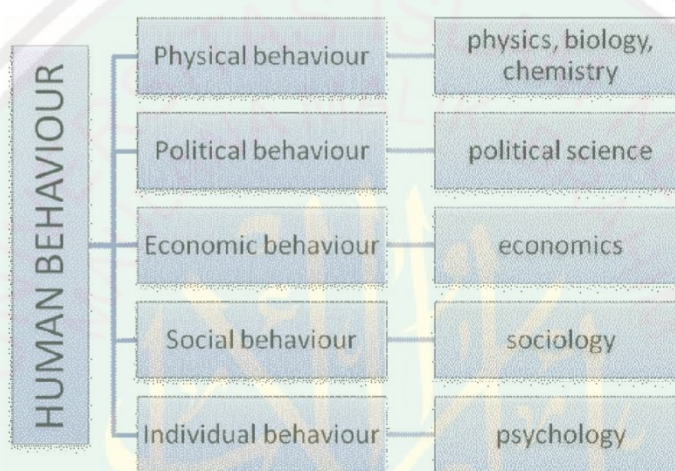 HUMAN BEHAVIOUR
Physical behaviour
physics, biology,
chemistry
Political behaviour
political science
Economic behaviour
economics
Social behaviour
sociology
Individual behaviour
psychology